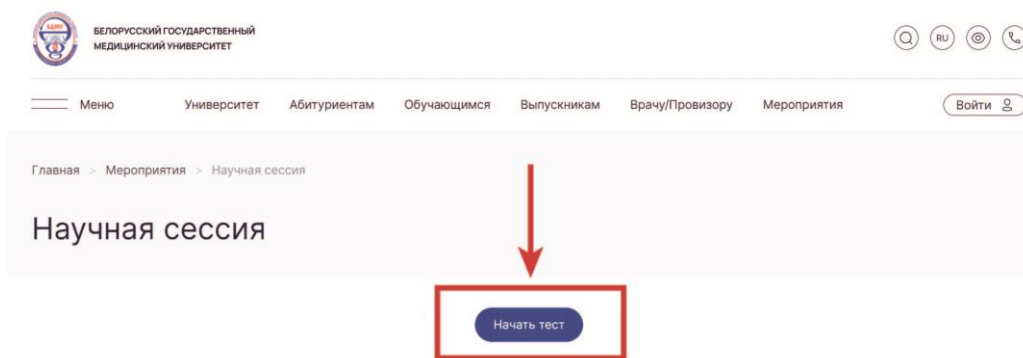 БДМУ
БЕЛОРУССКИЙ ГОСУДАРСТВЕННЫЙ
МЕДИЦИНСКИЙ УНИВЕРСИТЕТ
RU
Меню Университет Абитуриентам Обучающимся Выпускникам Врачу/Провизору Мероприятия Войти
Главная > Мероприятия > Научная сессия
Научная сессия
Начать тест